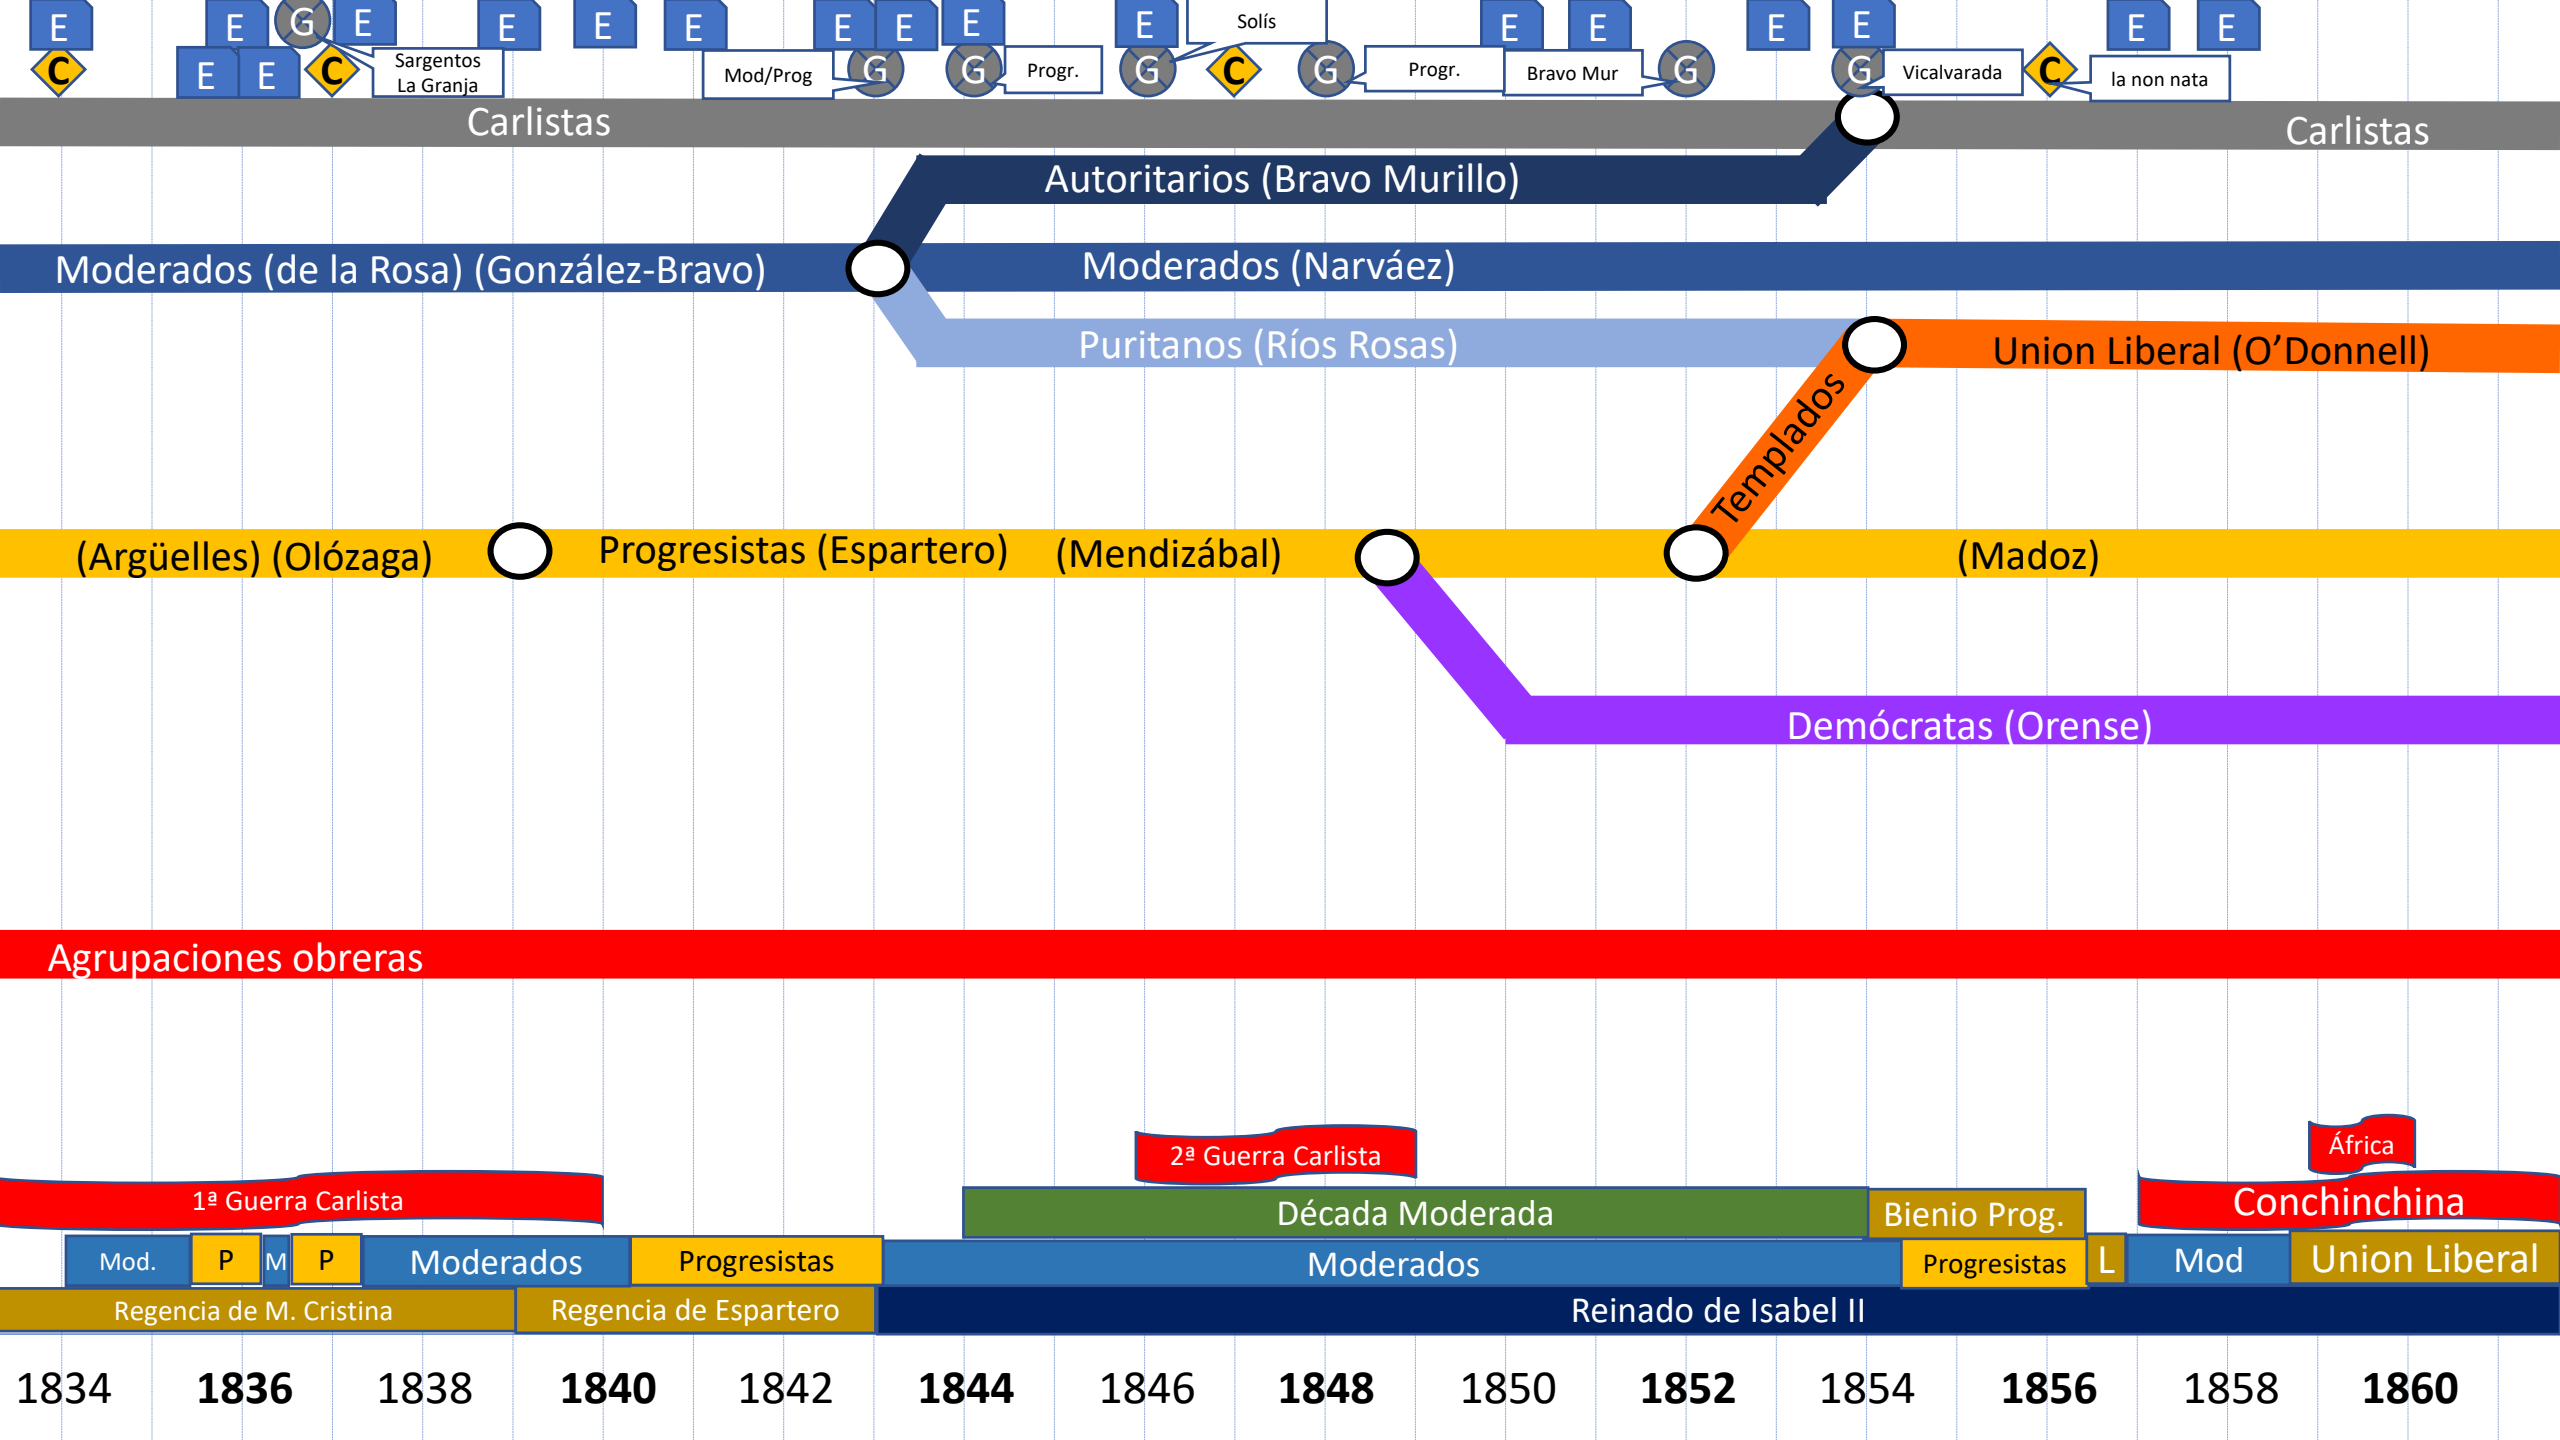 E E G E E E E E E E E Solís E E E E E E
C E E C Sargentos
La Granja
Mod/Prog G G Progr. G C G Progr. Bravo Mur G G Vicalvarada C la non nata
Carlistas Carlistas
Autoritarios (Bravo Murillo)
Moderados (de la Rosa) (González-Bravo) Moderados (Narváez)
Puritanos (Ríos Rosas) Union Liberal (O’Donnell)
Templados
(Argüelles) (Olózaga) Progresistas (Espartero) (Mendizábal) (Madoz)
Demócratas (Orense)
Agrupaciones obreras
2ª Guerra Carlista África
1ª Guerra Carlista Conchinchina
Década Moderada Bienio Prog.
Mod. P M P Moderados Progresistas Moderados Progresistas L Mod Union Liberal
Regencia de M. Cristina Regencia de Espartero Reinado de Isabel II
1834 1836 1838 1840 1842 1844 1846 1848 1850 1852 1854 1856 1858 1860